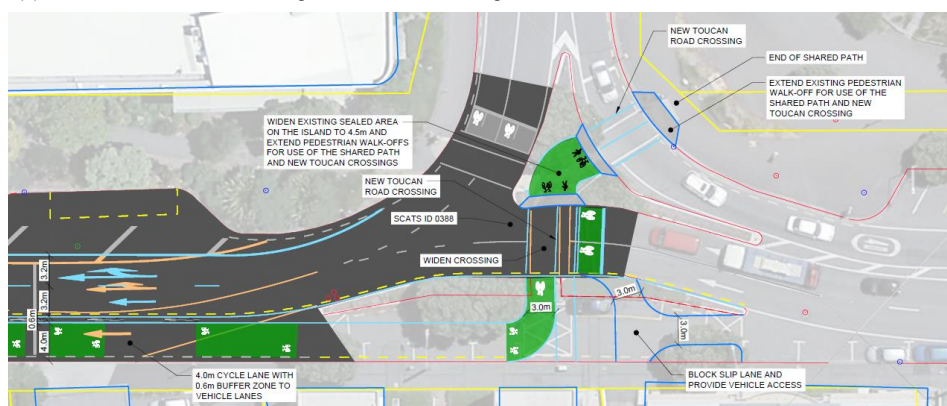 NEW TOUCAN
ROAD CROSSING
END OF SHARED PATH
EXTEND EXISTING PEDESTRIAN
WALK-OFF FOR USE OF THE
SHARED PATH AND NEW
TOUCAN CROSSING
WIDEN EXISTING SEALED AREA
ON THE ISLAND TO 4.5m AND
EXTEND PEDESTRIAN WALK-OFFS
FOR USE OF THE SHARED PATH
AND NEW TOUCAN CROSSINGS
NEW TOUCAN
ROAD CROSSING
SCATS ID 0388
WIDEN CROSSING
3.2m
3.2m
0.6m
4.0m
3.0m
3.0m
3.0m
4.0m CYCLE LANE WITH
0.6m BUFFER ZONE TO
VEHICLE LANES
BLOCK SLIP LANE AND
PROVIDE VEHICLE ACCESS